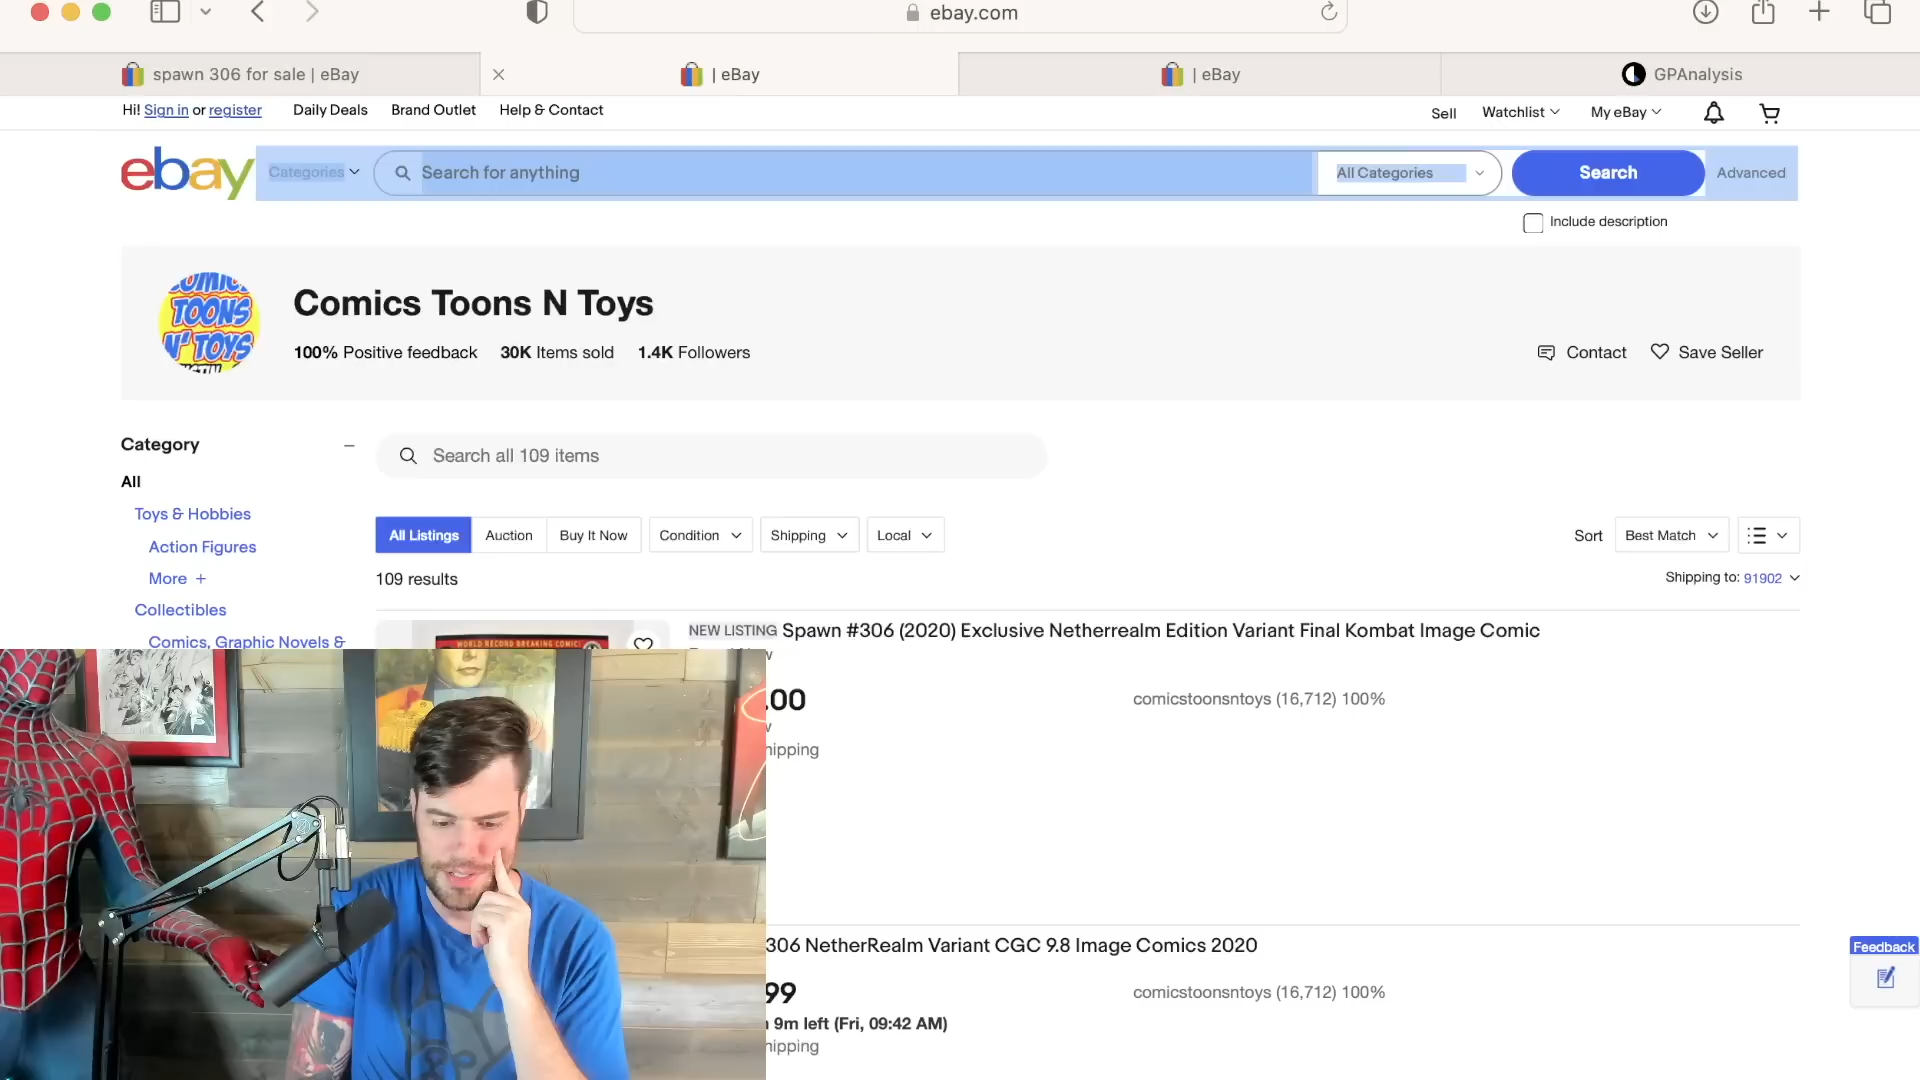 ebay.com
spawn 306 for sale | eBay
| eBay
| eBay
GPAnalysis
Hi! Sign in or register
Daily Deals
Brand Outlet
Help & Contact
Sell
Watchlist
My eBay
ebay
Categories
Search for anything
All Categories
Search
Advanced
Include description
COMICS
TOONS
N' TOYS
Comics Toons N Toys
100% Positive feedback 30K Items sold 1.4K Followers
Contact
Save Seller
Category
All
Toys & Hobbies
Action Figures
More +
Collectibles
Comics, Graphic Novels &
Search all 109 items
All Listings
Auction
Buy It Now
Condition
Shipping
Local
Sort
Best Match
109 results
Shipping to: 91902
WORLD RECORD BREAKING COMIC
NEW LISTING Spawn #306 (2020) Exclusive Netherrealm Edition Variant Final Kombat Image Comic
.00
comicstoonsntoys (16,712) 100%
hipping
306 NetherRealm Variant CGC 9.8 Image Comics 2020
99
comicstoonsntoys (16,712) 100%
9m left (Fri, 09:42 AM)
hipping
Feedback